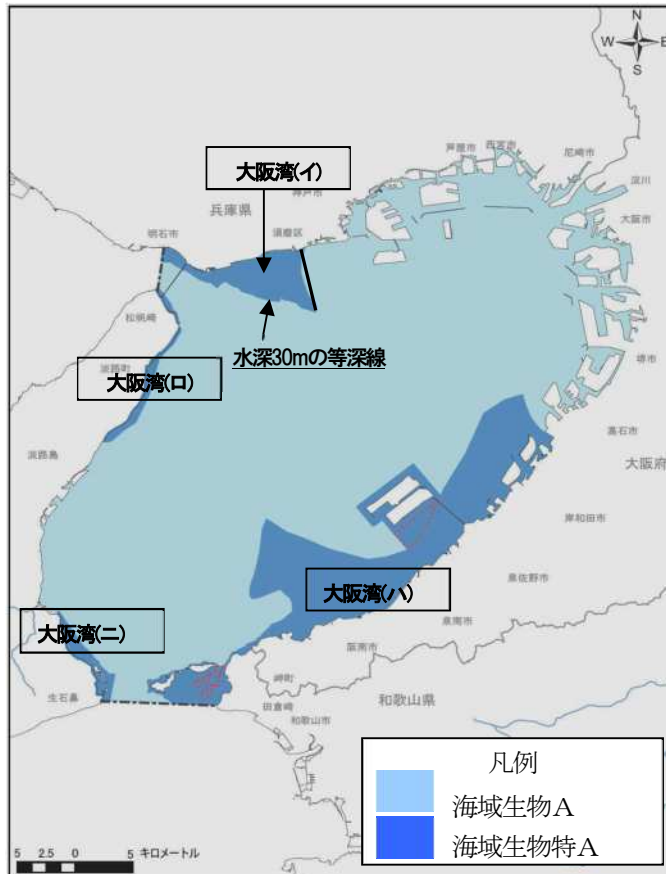 N
W E
S
芦屋市
西宮市
尼崎市
淀川
大阪市
大阪湾(イ)
神戸市
兵庫県
須磨区
明石市
松帆崎
水深30mの等深線
淡路町
大阪湾(ロ)
堺市
高石市
淡路島
大阪府
岸和田市
泉佐野市
大阪湾(ハ)
泉南市
大阪湾(ニ)
阪南市
岬町
生石鼻
田倉崎
和歌山県
和歌山市
凡例
海域生物A
海域生物特A
5 2.5 0 5 キロメートル